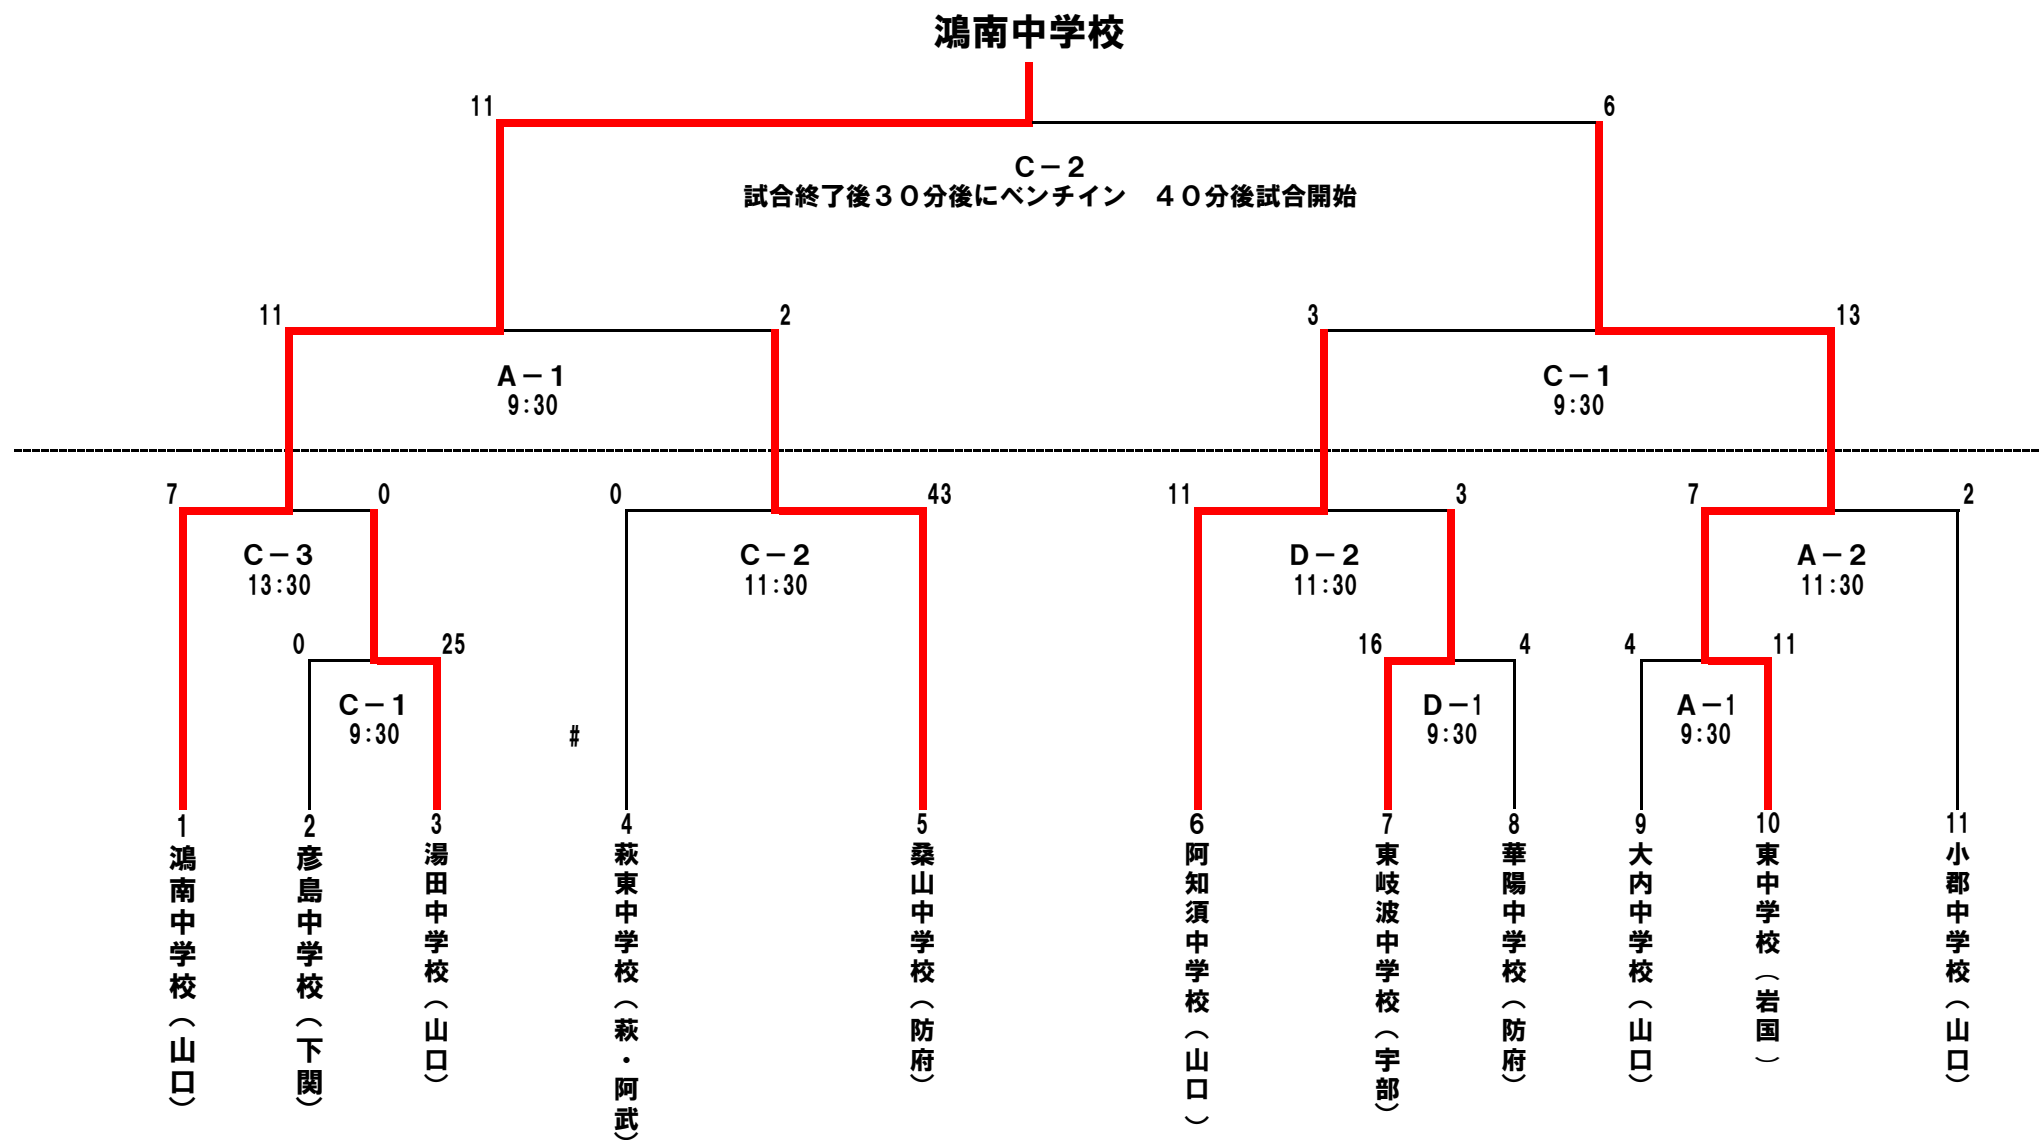 鴻南中学校
11
6
C－2
試合終了後３０分後にベンチイン　４０分後試合開始
11
2
3
13
A－1
9:30
C－1
9:30
7
0
0
43
11
3
7
2
C－3
13:30
C－2
11:30
D－2
11:30
A－2
11:30
0
25
16
4
4
11
C－1
9:30
#
D－1
9:30
A－1
9:30
1
鴻南中学校（山口）
2
彦島中学校（下関）
3
湯田中学校（山口）
4
萩東中学校（萩・阿武）
5
桑山中学校（防府）
6
阿知須中学校（山口）
7
東岐波中学校（宇部）
8
華陽中学校（防府）
9
大内中学校（山口）
10
東中学校（岩国）
11
小郡中学校（山口）